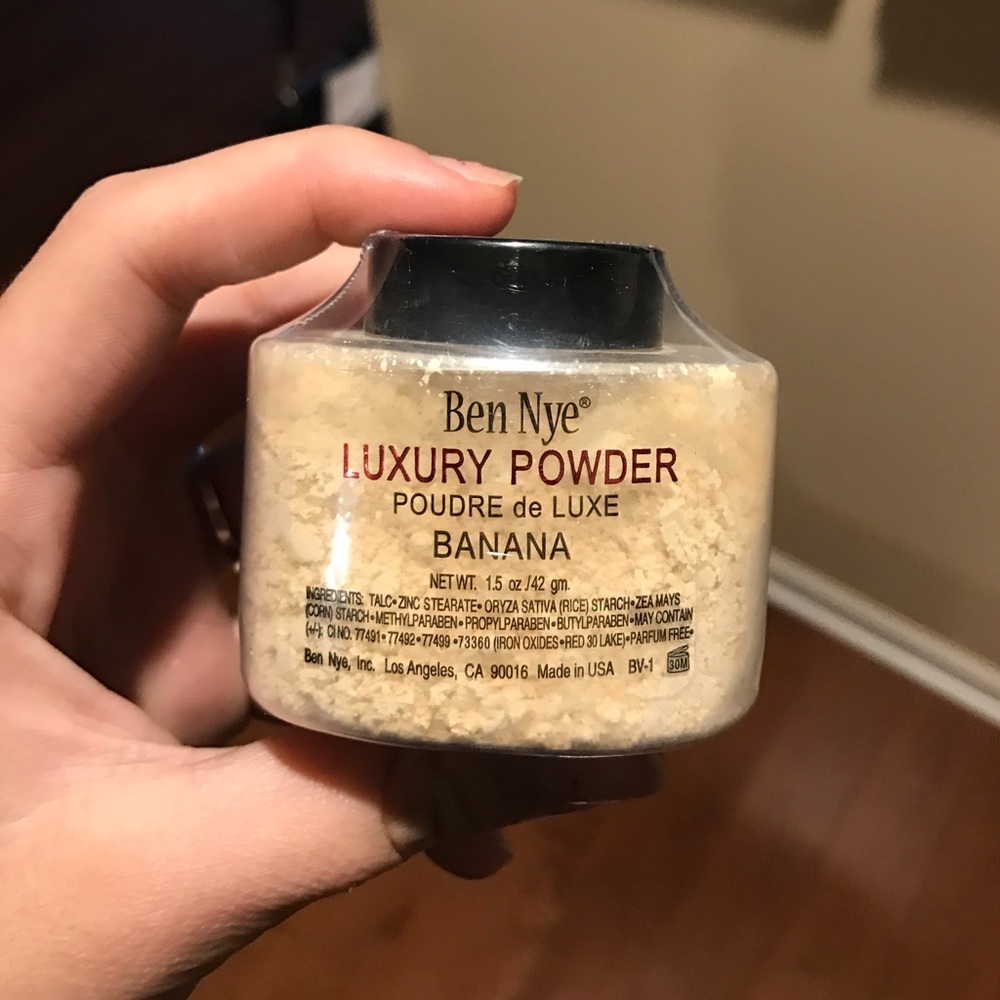 Ben Nye®
LUXURY POWDER
POUDRE de LUXE
BANANA
NET WT. 1.5 oz /42 gm.
INGREDIENTS: TALC•ZINC STEARATE•ORYZA SATIVA (RICE) STARCH•ZEA MAYS
(CORN) STARCH•METHYLPARABEN•PROPYLPARABEN•BUTYLPARABEN•MAY CONTAIN
(+/-): CI NO. 77491•77492•77499•73360 (IRON OXIDES•RED 30 LAKE)•PARFUM FREE•
Ben Nye, Inc. Los Angeles, CA 90016 Made in USA BV-1 30M